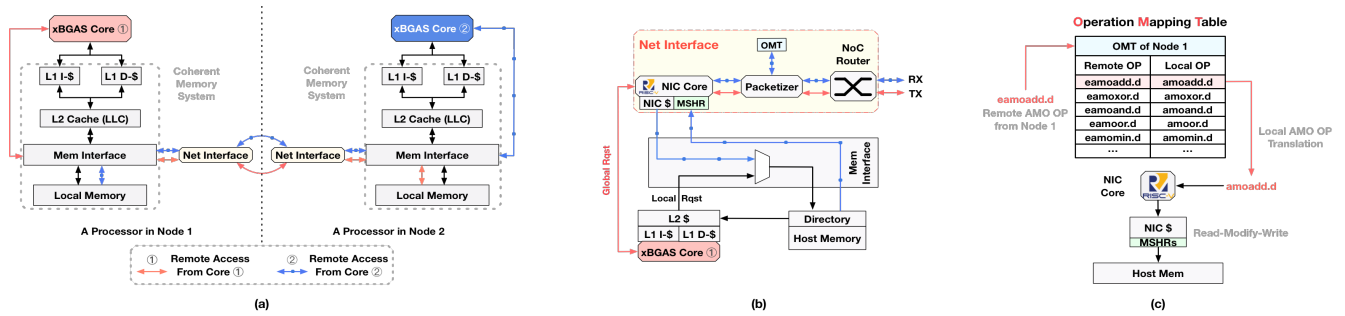 xBGAS Core ①
L1 I-$
L1 D-$
Coherent
Memory
System
L2 Cache (LLC)
Mem Interface
Net Interface
Local Memory
A Processor in Node 1
xBGAS Core ②
Coherent
Memory
System
L1 I-$
L1 D-$
L2 Cache (LLC)
Net Interface
Mem Interface
Local Memory
A Processor in Node 2
① Remote Access
From Core ①
② Remote Access
From Core ②
(a)
Net Interface
OMT
NoC
Router
RISC-V
NIC Core
Packetizer
RX
TX
NIC $
MSHR
Global Rqst
Mem
Interface
Local Rqst
L2 $
L1 I-$
L1 D-$
xBGAS Core ①
Directory
Host Memory
(b)
Operation Mapping Table
OMT of Node 1
Remote OP
Local OP
eamoadd.d
amoadd.d
eamoxor.d
amoxor.d
eamoand.d
amoand.d
eamoor.d
amoor.d
eamomin.d
amomin.d
...
...
eamoadd.d
Remote AMO OP
from Node 1
Local AMO OP
Translation
NIC
Core
RISC-V
amoadd.d
NIC $
MSHRs
Read-Modify-Write
Host Mem
(c)